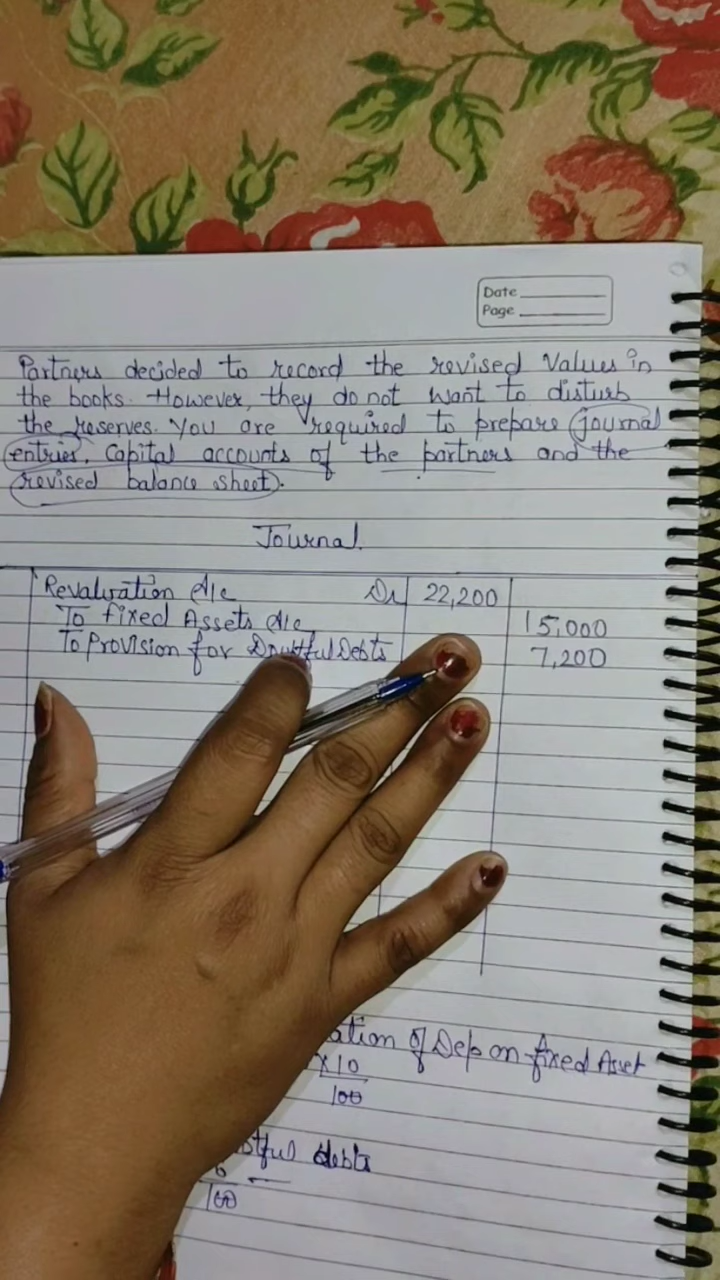 Date
Page
Partners decided to record the revised values in
the books. However, they do not want to disturb
the reserves. You are required to prepare journal
entries, capital accounts of the partners and the
revised balance sheet.
Journal
Revaluation A/c Dr 22,200
To fixed Assets A/c 15,000
To Provision for Doubtful Debts 7,200
of Dep on fixed Asset
×10
100
debts
100